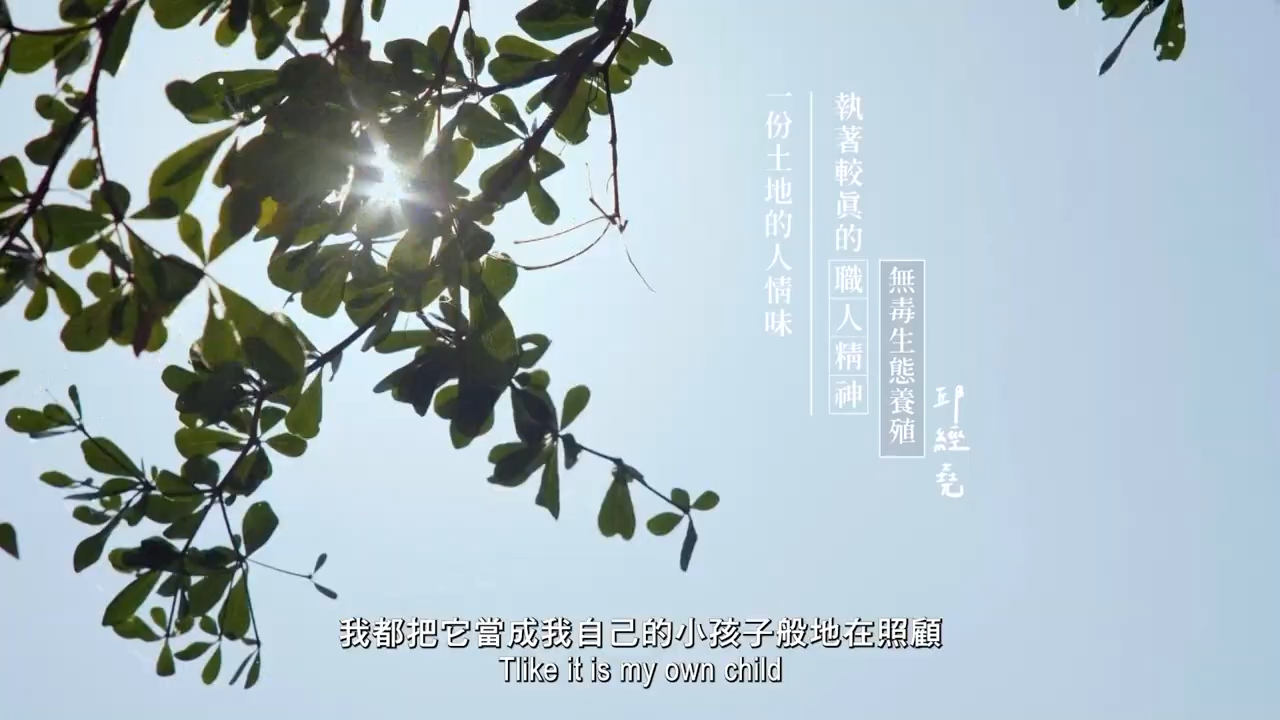 邱經堯
無毒生態養殖
執著較真的職人精神
一份土地的人情味
我都把它當成我自己的小孩子般地在照顧
Tlike it is my own child